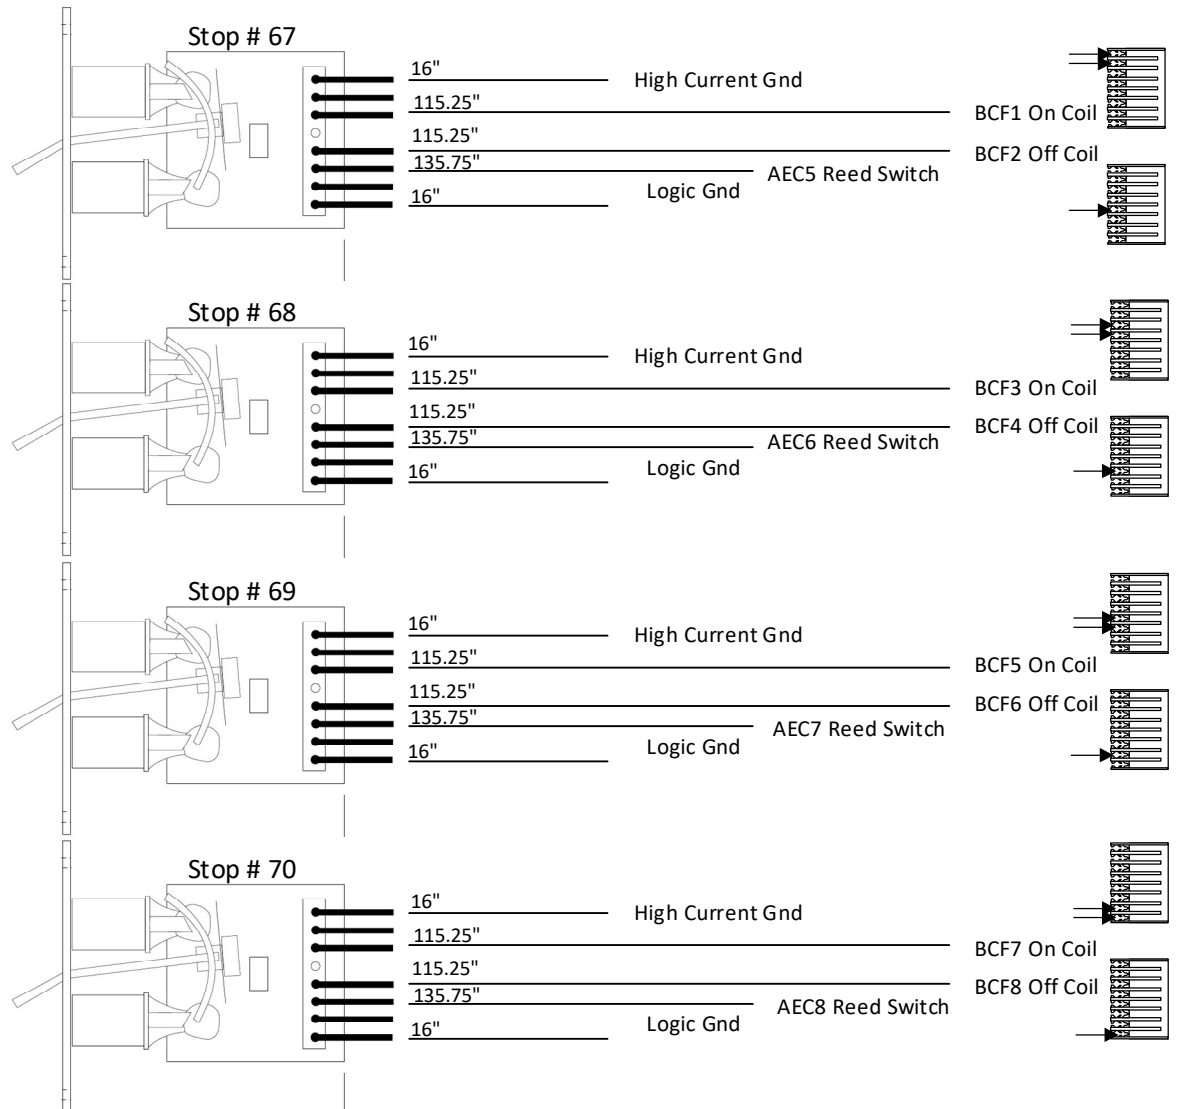 Stop # 67
16"
High Current Gnd
115.25"
BCF1 On Coil
115.25"
BCF2 Off Coil
135.75"
AEC5 Reed Switch
16"
Logic Gnd
Stop # 68
16"
High Current Gnd
115.25"
BCF3 On Coil
115.25"
BCF4 Off Coil
135.75"
AEC6 Reed Switch
16"
Logic Gnd
Stop # 69
16"
High Current Gnd
115.25"
BCF5 On Coil
115.25"
BCF6 Off Coil
135.75"
AEC7 Reed Switch
16"
Logic Gnd
Stop # 70
16"
High Current Gnd
115.25"
BCF7 On Coil
115.25"
BCF8 Off Coil
135.75"
AEC8 Reed Switch
16"
Logic Gnd